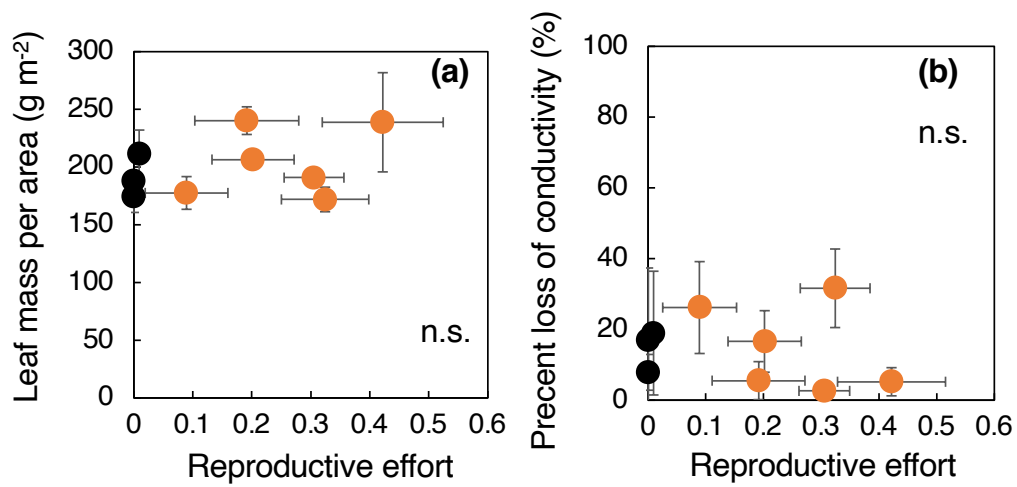 Leaf mass per area (g m⁻²)
300
250
200
150
100
50
0
(a)
n.s.
0 0.1 0.2 0.3 0.4 0.5 0.6
Reproductive effort
Precent loss of conductivity (%)
100
80
60
40
20
0
(b)
n.s.
0 0.1 0.2 0.3 0.4 0.5 0.6
Reproductive effort